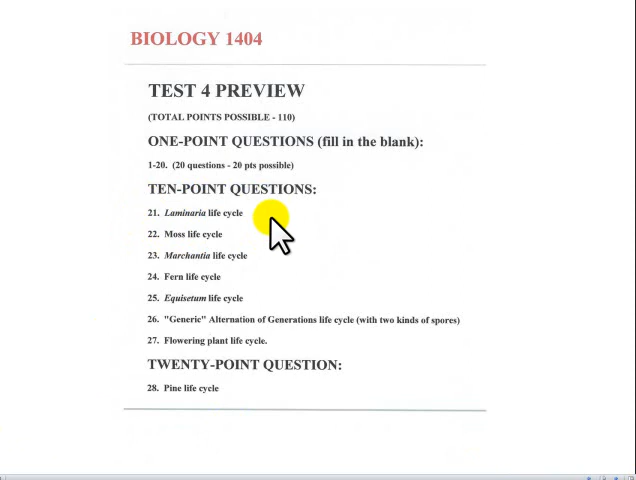 BIOLOGY 1404
TEST 4 PREVIEW
(TOTAL POINTS POSSIBLE - 110)
ONE-POINT QUESTIONS (fill in the blank):
1-20. (20 questions - 20 pts possible)
TEN-POINT QUESTIONS:
21. Laminaria life cycle
22. Moss life cycle
23. Marchantia life cycle
24. Fern life cycle
25. Equisetum life cycle
26. "Generic" Alternation of Generations life cycle (with two kinds of spores)
27. Flowering plant life cycle.
TWENTY-POINT QUESTION:
28. Pine life cycle